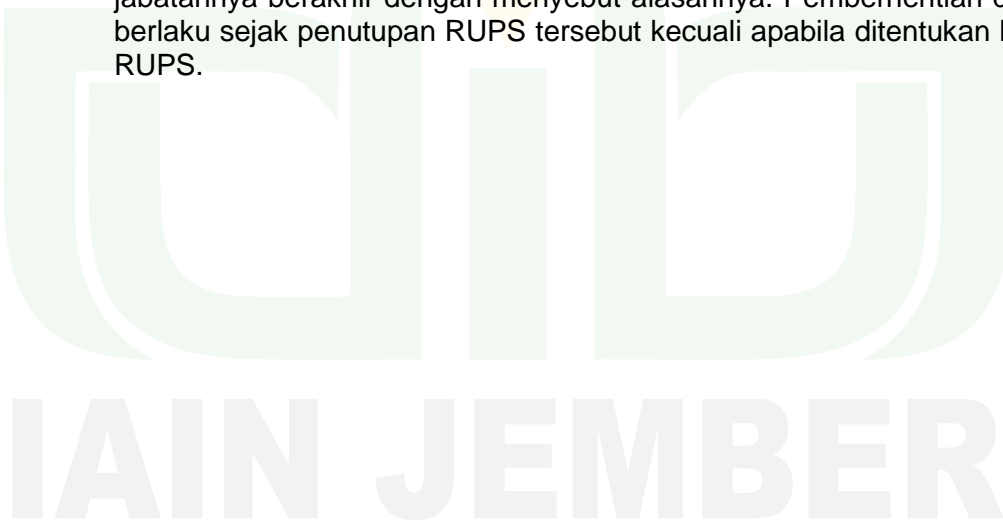 jabatannya berakhir dengan menyebut alasannya. Pemberhentian
berlaku sejak penutupan RUPS tersebut kecuali apabila ditentukan
RUPS.
IAIN JEMBER